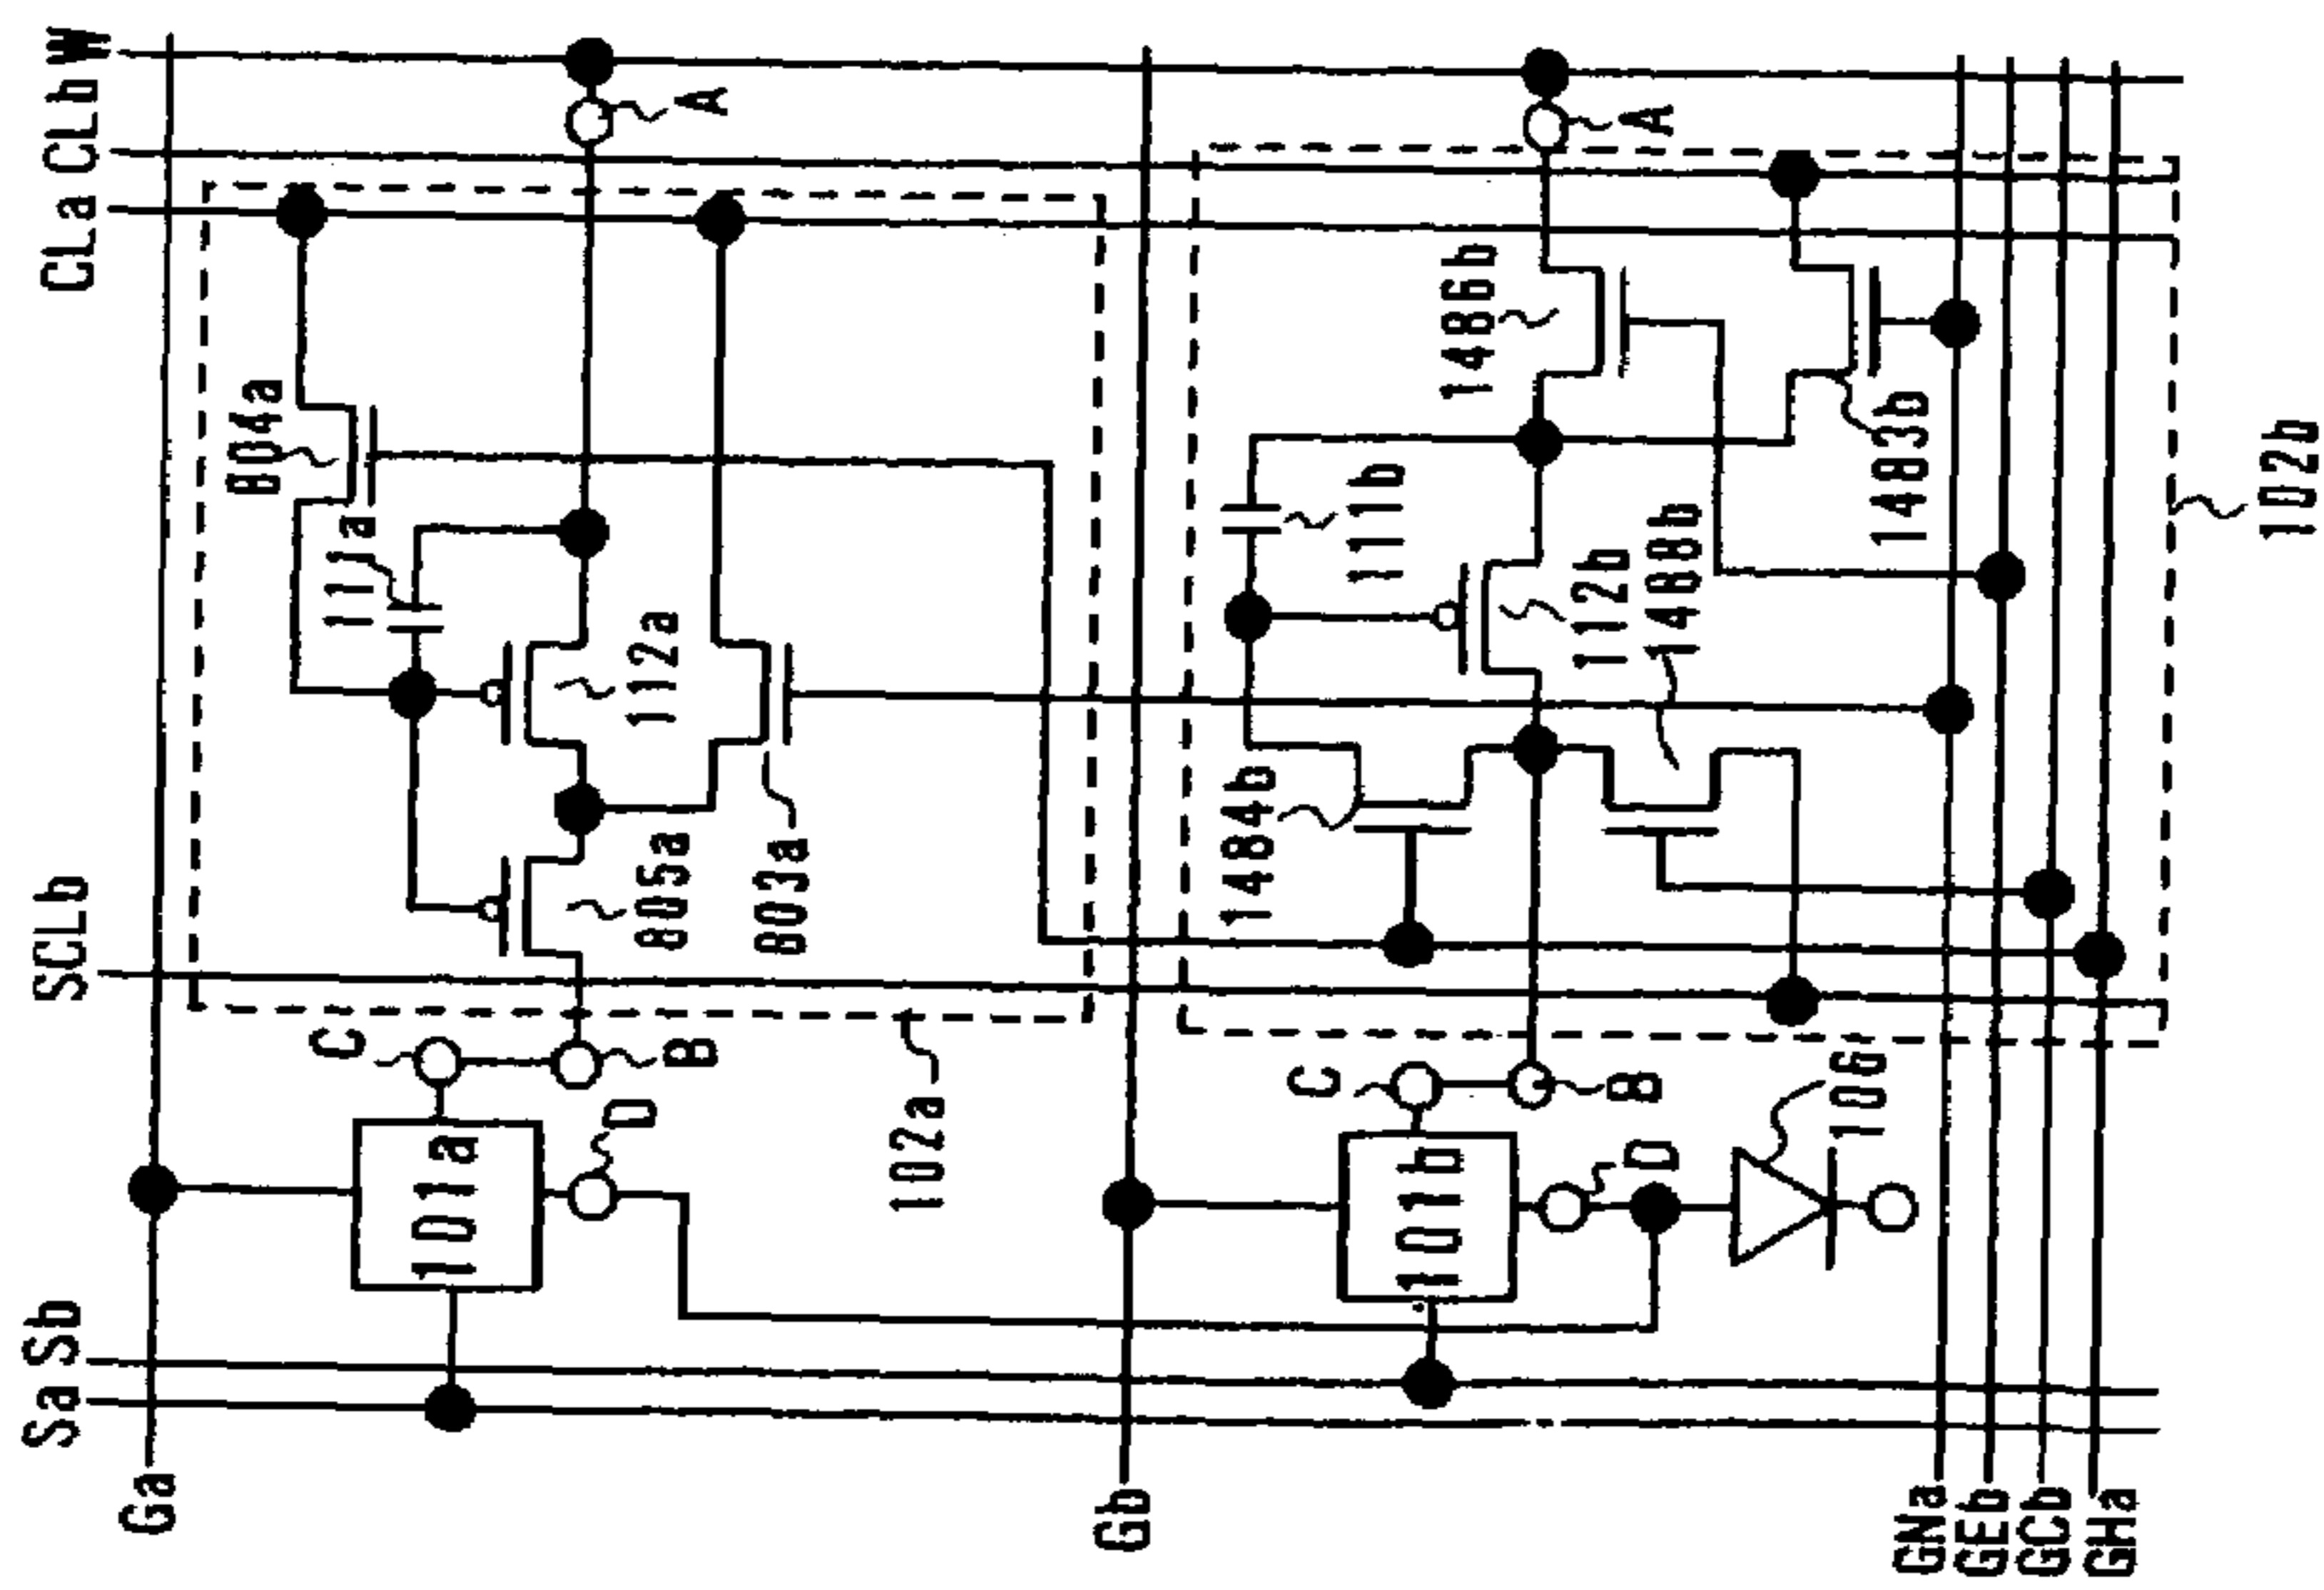 Sa Sb SCLb CLa CLb W
Ga
804a
C
111a
101a
D
B
805a
112a
A
803a
102a
Gb
1484b
C
111b
101b
1486b
112b
B
A
D
1488b
106
1483b
GNa
GEb
GCb
GHa
102b